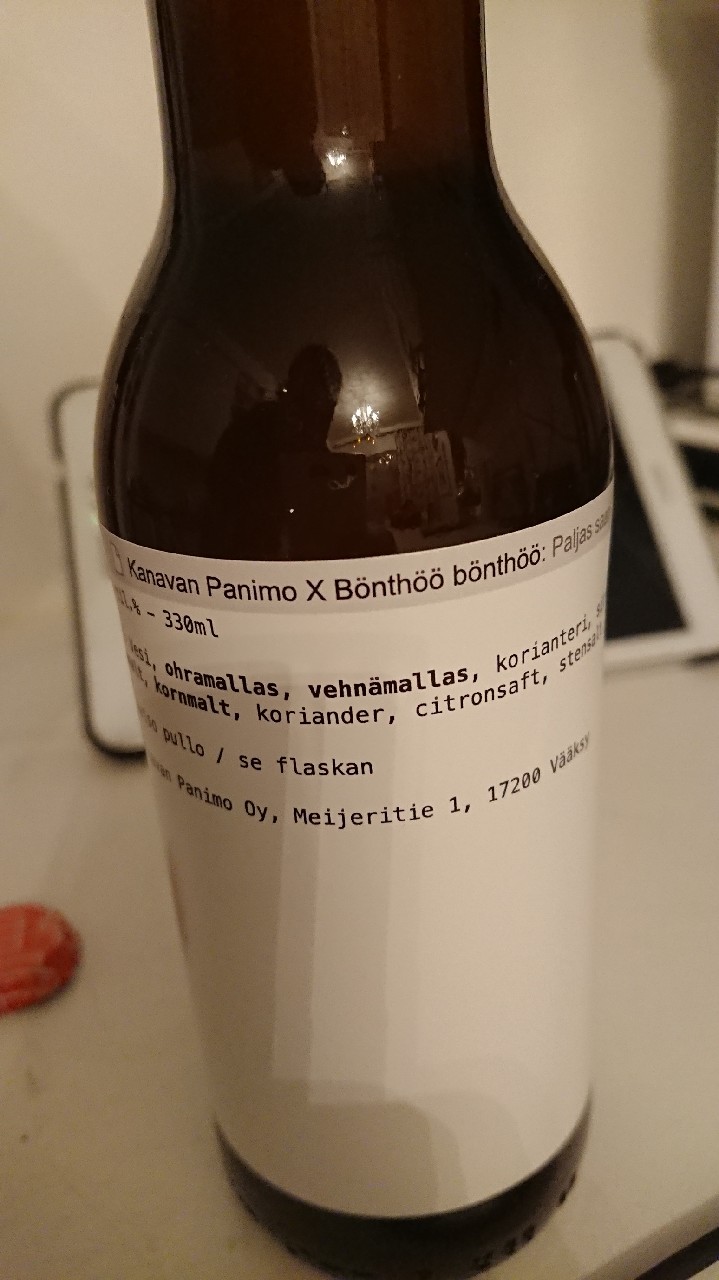 Kanavan Panimo X Bönthöö bönthöö: Paljas
% – 330ml
ohramallas, vehnämallas, korianteri,
kornmalt, koriander, citronsaft,
pullo / se flaskan
Panimo Oy, Meijeritie 1, 17200 Vääksy